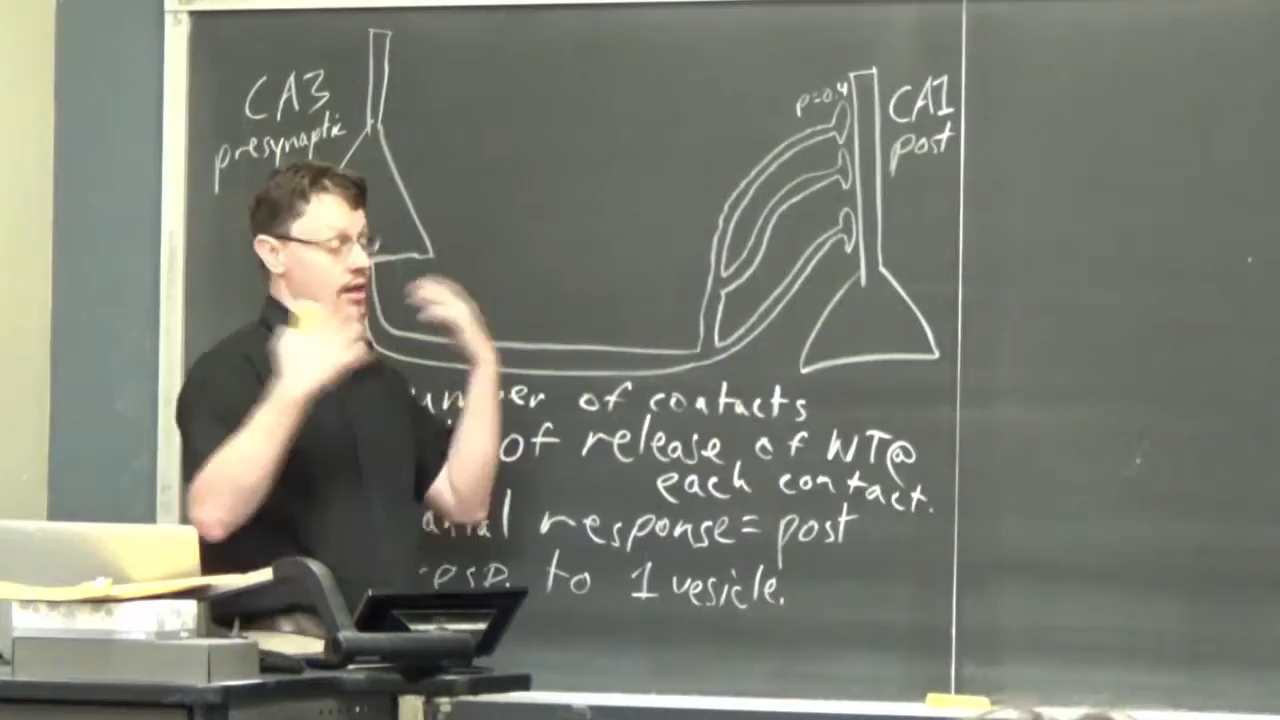 CA3
presynaptic
p=0.4
CA1
post
number of contacts
of release of NT@
each contact.
response = post
to 1 vesicle.